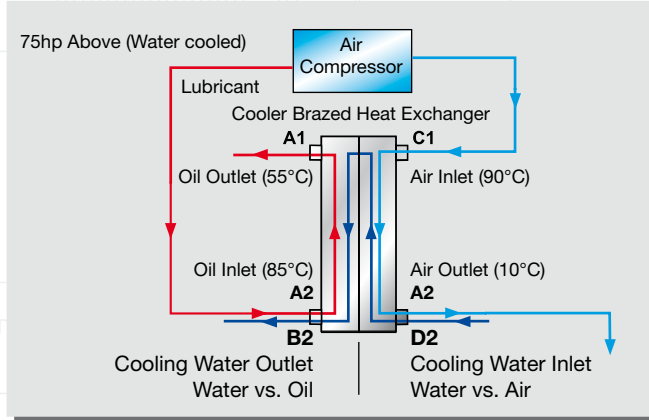 75hp Above (Water cooled)
Air
Compressor
Lubricant
Cooler Brazed Heat Exchanger
A1
C1
Oil Outlet (55°C)
Air Inlet (90°C)
Oil Inlet (85°C)
Air Outlet (10°C)
A2
A2
B2
D2
Cooling Water Outlet
Water vs. Oil
Cooling Water Inlet
Water vs. Air